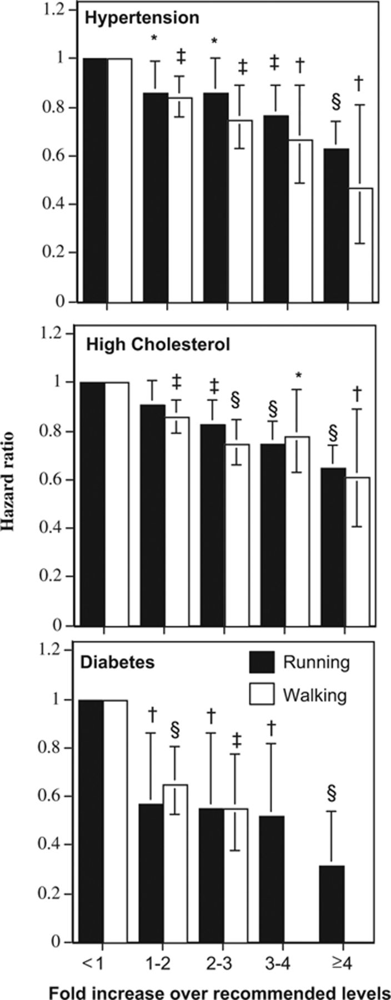 Hypertension
1.2
* ‡ * ‡ ‡ † § †
1
0.8
0.6
0.4
0.2
0
High Cholesterol
1.2
‡ ‡ § § * § †
1
0.8
0.6
0.4
0.2
0
Hazard ratio
Diabetes
Running
Walking
1.2
† § † ‡ † §
1
0.8
0.6
0.4
0.2
0
<1 1-2 2-3 3-4 ≥4
Fold increase over recommended levels